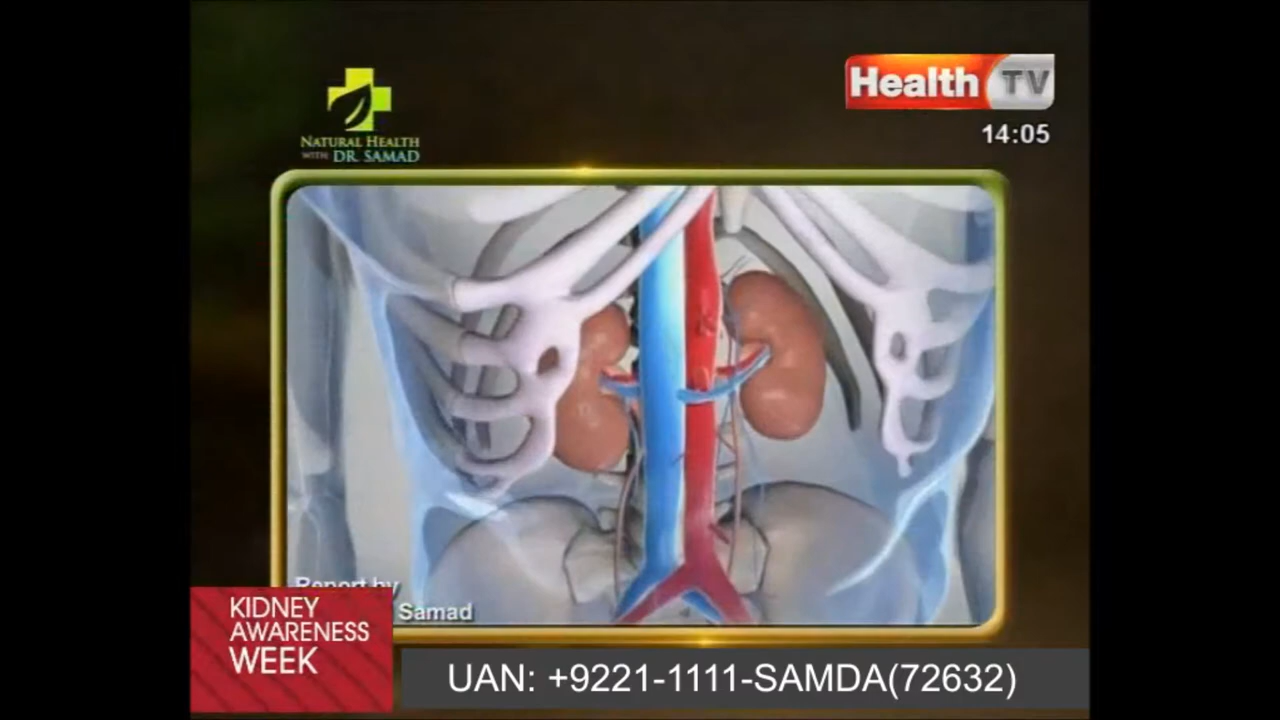 Health TV
14:05
NATURAL HEALTH
WITH DR. SAMAD
Report by
Samad
KIDNEY
AWARENESS
WEEK
UAN: +9221-1111-SAMDA(72632)